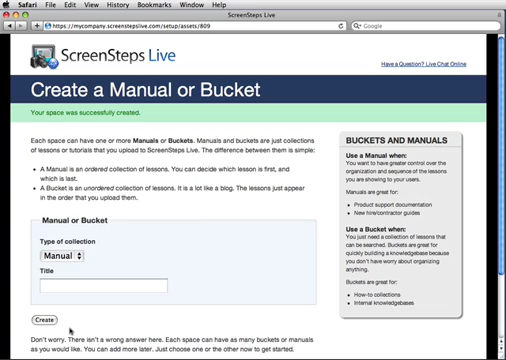 Safari File Edit View History Bookmarks Window Help
ScreenSteps Live
https://mycompany.screenstepslive.com/setup/assets/809
Google
ScreenSteps Live
Have a Question? Live Chat Online
Create a Manual or Bucket
Your space was successfully created.
Each space can have one or more Manuals or Buckets. Manuals and buckets are just collections
of lessons or tutorials that you upload to ScreenSteps Live. The difference between them is simple:
• A Manual is an ordered collection of lessons. You can decide which lesson is first, and
which is last.
• A Bucket is an unordered collection of lessons. It is a lot like a blog. The lessons just appear
in the order that you upload them.
Manual or Bucket
Type of collection
Manual
Title
Create
Don't worry. There isn't a wrong answer here. Each space can have as many buckets or manuals
as you would like. You can add more later. Just choose one or the other now to get started.
BUCKETS AND MANUALS
Use a Manual when:
You want to have greater control over the
organization and sequence of the lessons
you are showing to your users.
Manuals are great for:
• Product support documentation
• New hire/contractor guides
Use a Bucket when:
You just need a collection of lessons that
can be searched. Buckets are great for
quickly building a knowledgebase because
you don't have worry about organizing
anything.
Buckets are great for:
• How-to collections
• Internal knowledgebases